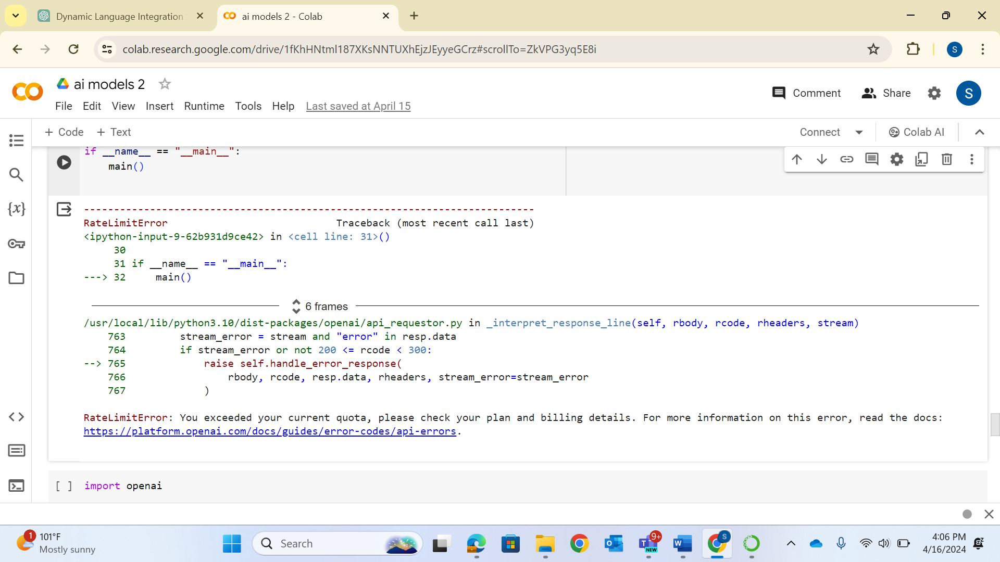 Dynamic Language Integration
ai models 2 - Colab
colab.research.google.com/drive/1fKhHNtml187XKsNNTUXhEjzJEyyeGCrz#scrollTo=ZkVPG3yq5E8i
S
ai models 2
File Edit View Insert Runtime Tools Help Last saved at April 15
Comment Share S
+ Code + Text
Connect Colab AI
if __name__ == "__main__":
main()
---------------------------------------------------------------------------
RateLimitError Traceback (most recent call last)
<ipython-input-9-62b931d9ce42> in <cell line: 31>()
30
31 if __name__ == "__main__":
---> 32 main()
6 frames
/usr/local/lib/python3.10/dist-packages/openai/api_requestor.py in _interpret_response_line(self, rbody, rcode, rheaders, stream)
763 stream_error = stream and "error" in resp.data
764 if stream_error or not 200 <= rcode < 300:
--> 765 raise self.handle_error_response(
766 rbody, rcode, resp.data, rheaders, stream_error=stream_error
767 )
RateLimitError: You exceeded your current quota, please check your plan and billing details. For more information on this error, read the docs:
https://platform.openai.com/docs/guides/error-codes/api-errors.
[ ] import openai
1
101°F
Mostly sunny
Search
9+
NEW
S
4:06 PM
4/16/2024